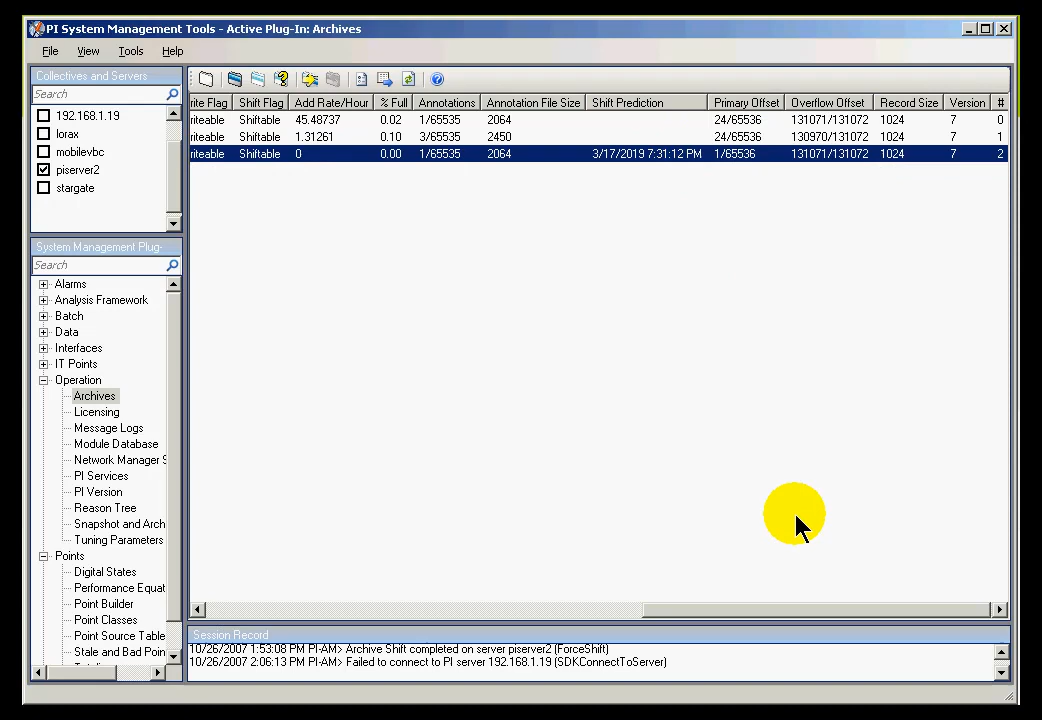 PI System Management Tools - Active Plug-In: Archives
File View Tools Help
Collectives and Servers
Search
192.168.1.19
lorax
mobilevbc
piserver2
stargate
System Management Plug-
Search
Alarms
Analysis Framework
Batch
Data
Interfaces
IT Points
Operation
Archives
Licensing
Message Logs
Module Database
Network Manager S
PI Services
PI Version
Reason Tree
Snapshot and Arch
Tuning Parameters
Points
Digital States
Performance Equat
Point Builder
Point Classes
Point Source Table
Stale and Bad Poin
rite Flag Shift Flag Add Rate/Hour % Full Annotations Annotation File Size Shift Prediction Primary Offset Overflow Offset Record Size Version #
riteable Shiftable 45.48737 0.02 1/65535 2064 24/65536 131071/131072 1024 7 0
riteable Shiftable 1.31261 0.10 3/65535 2450 24/65536 130970/131072 1024 7 1
riteable Shiftable 0 0.00 1/65535 2064 3/17/2019 7:31:12 PM 1/65536 131071/131072 1024 7 2
Session Record
10/26/2007 1:53:08 PM PI-AM> Archive Shift completed on server piserver2 (ForceShift)
10/26/2007 2:06:13 PM PI-AM> Failed to connect to PI server 192.168.1.19 (SDKConnectToServer)